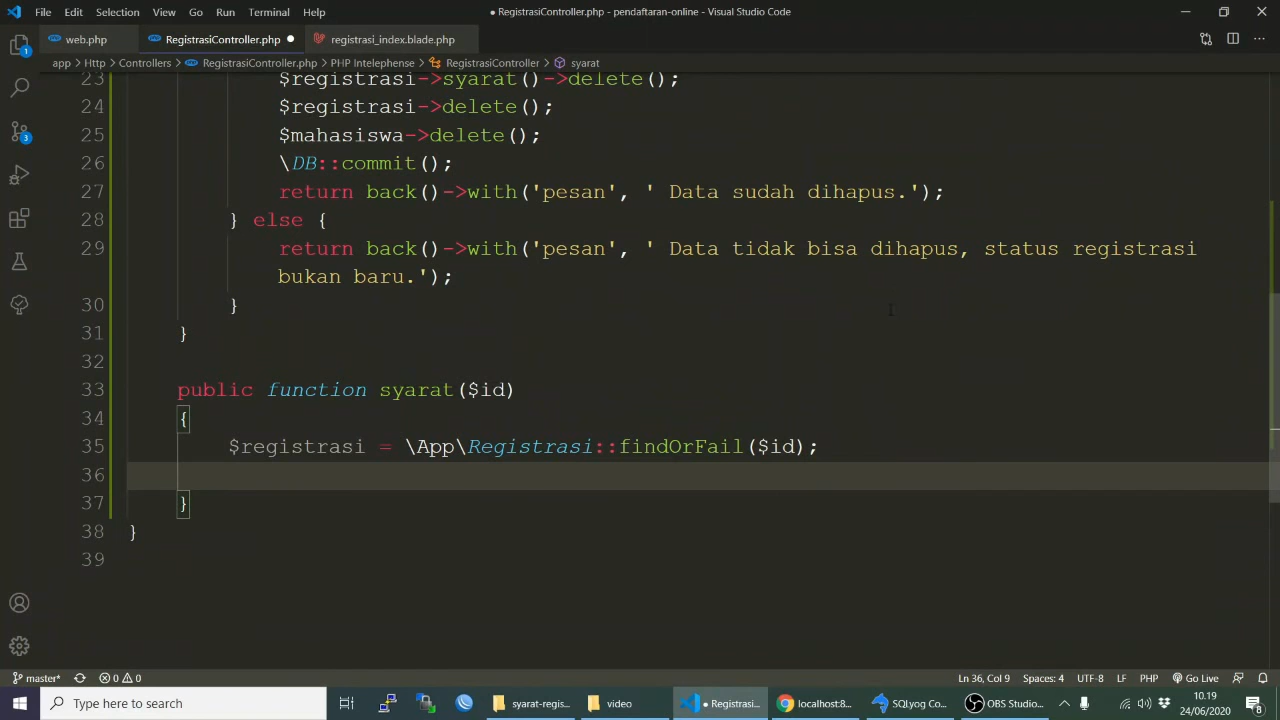 File Edit Selection View Go Run Terminal Help
● RegistrasiController.php - pendaftaran-online - Visual Studio Code
web.php RegistrasiController.php ● registrasi_index.blade.php
app > Http > Controllers > RegistrasiController.php > PHP Intelephense > RegistrasiController > syarat
23 $registrasi->syarat()->delete();
24 $registrasi->delete();
25 $mahasiswa->delete();
26 \DB::commit();
27 return back()->with('pesan', ' Data sudah dihapus.');
28 } else {
29 return back()->with('pesan', ' Data tidak bisa dihapus, status registrasi
bukan baru.');
30 }
31 }
32
33 public function syarat($id)
34 {
35 $registrasi = \App\Registrasi::findOrFail($id);
36
37 }
38 }
39
1
3
master* 0 0 Ln 36, Col 9 Spaces: 4 UTF-8 LF PHP Go Live
Type here to search syarat-regis... video ● Registrasi... localhost:8... SQLyog Co... OBS Studio... 10.19
24/06/2020
8